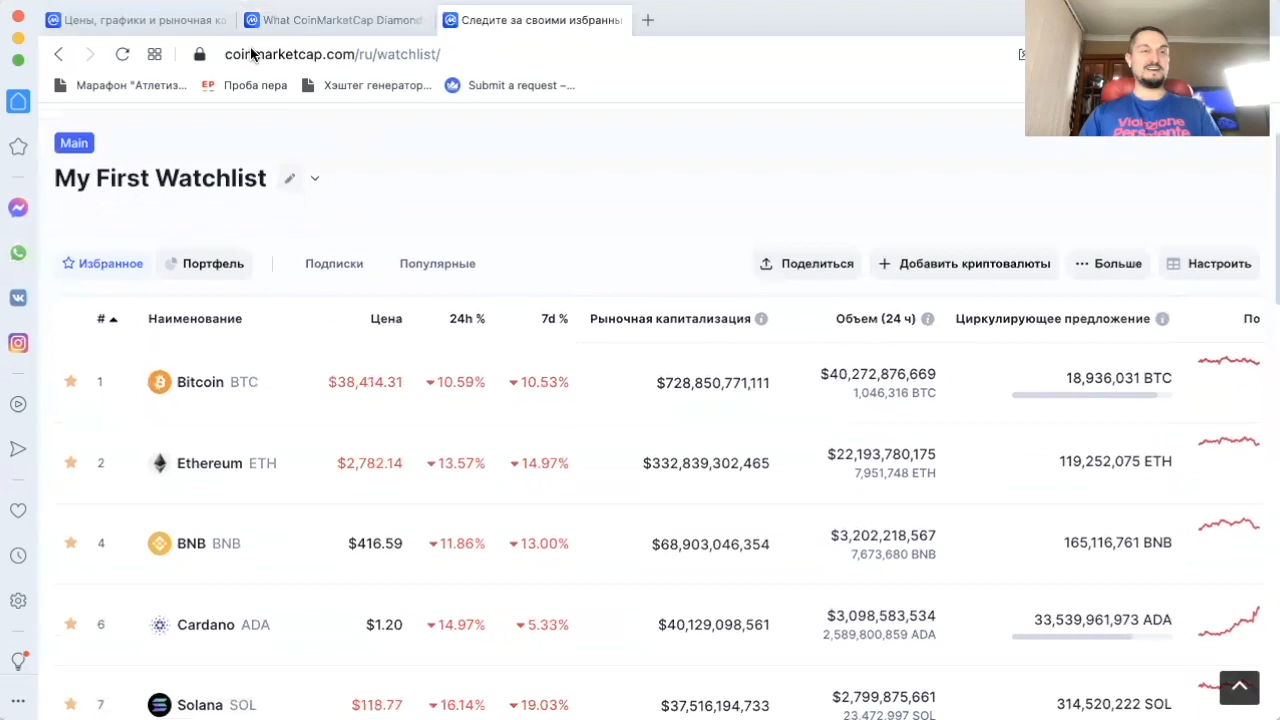 Цены, графики и рыночная ка
What CoinMarketCap Diamond
Следите за своими избранны
coinmarketcap.com/ru/watchlist/
Марафон "Атлетиз...
EP Проба пера
Хэштег генератор...
Submit a request –...
Violazione
Persistente
Main
My First Watchlist
Избранное
Портфель
Подписки
Популярные
Поделиться
+ Добавить криптовалюты
Больше
Настроить
# Наименование Цена 24h % 7d % Рыночная капитализация Объем (24 ч) Циркулирующее предложение По
1 Bitcoin BTC $38,414.31 10.59% 10.53% $728,850,771,111 $40,272,876,669 18,936,031 BTC
1,046,316 BTC
2 Ethereum ETH $2,782.14 13.57% 14.97% $332,839,302,465 $22,193,780,175 119,252,075 ETH
7,951,748 ETH
4 BNB BNB $416.59 11.86% 13.00% $68,903,046,354 $3,202,218,567 165,116,761 BNB
7,673,680 BNB
6 Cardano ADA $1.20 14.97% 5.33% $40,129,098,561 $3,098,583,534 33,539,961,973 ADA
2,589,800,859 ADA
7 Solana SOL $118.77 16.14% 19.03% $37,516,194,733 $2,799,875,661 314,520,222 SOL
23,472,997 SOL